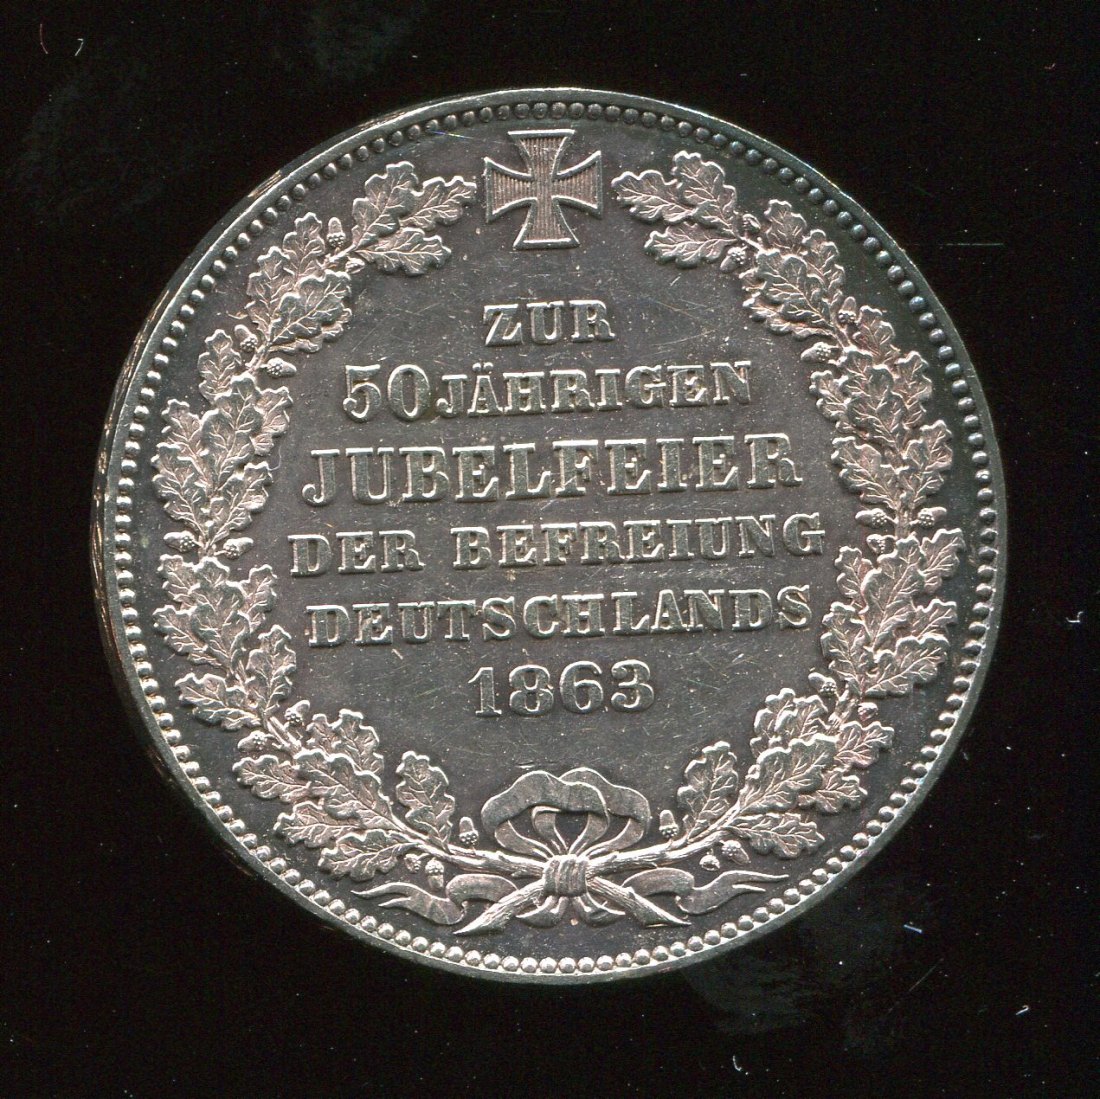 ZUR
50JÄHRIGEN
JUBELFEIER
DER BEFREIUNG
DEUTSCHLANDS
1863